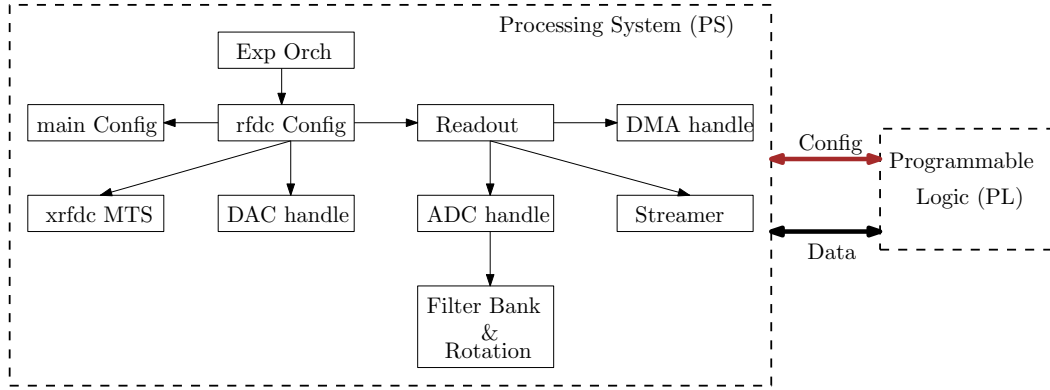 Processing System (PS)
Exp Orch
main Config
rfdc Config
Readout
DMA handle
xrfdc MTS
DAC handle
ADC handle
Streamer
Filter Bank
&
Rotation
Config
Data
Programmable
Logic (PL)